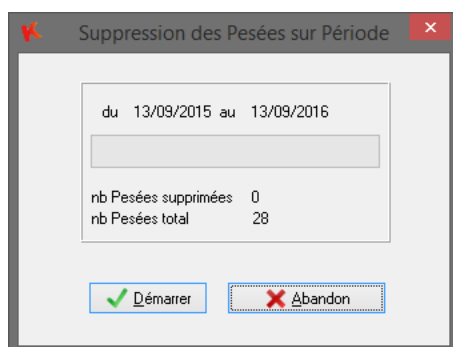 Suppression des Pesées sur Période
du 13/09/2015 au 13/09/2016
nb Pesées supprimées 0
nb Pesées total 28
Démarrer
Abandon